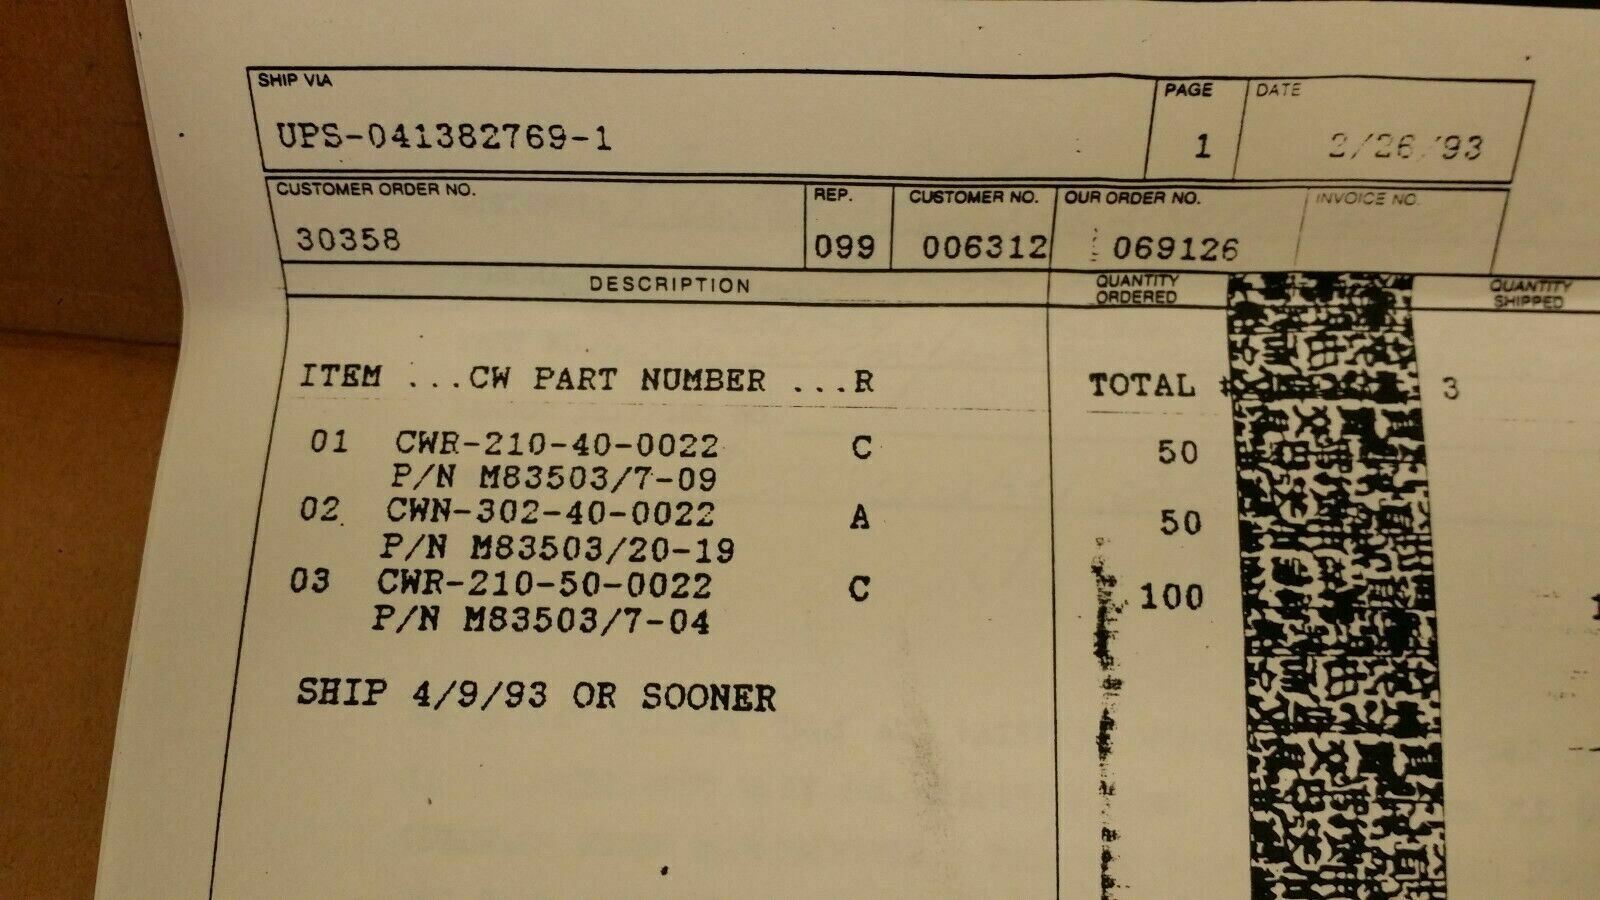 SHIP VIA PAGE DATE
UPS-041382769-1 1 2/26/93
CUSTOMER ORDER NO. REP. CUSTOMER NO. OUR ORDER NO. INVOICE NO.
30358 099 006312 069126
DESCRIPTION QUANTITY ORDERED QUANTITY SHIPPED
ITEM ...CW PART NUMBER ...R TOTAL # 3
01 CWR-210-40-0022 C 50
P/N M83503/7-09
02 CWN-302-40-0022 A 50
P/N M83503/20-19
03 CWR-210-50-0022 C 100
P/N M83503/7-04
SHIP 4/9/93 OR SOONER